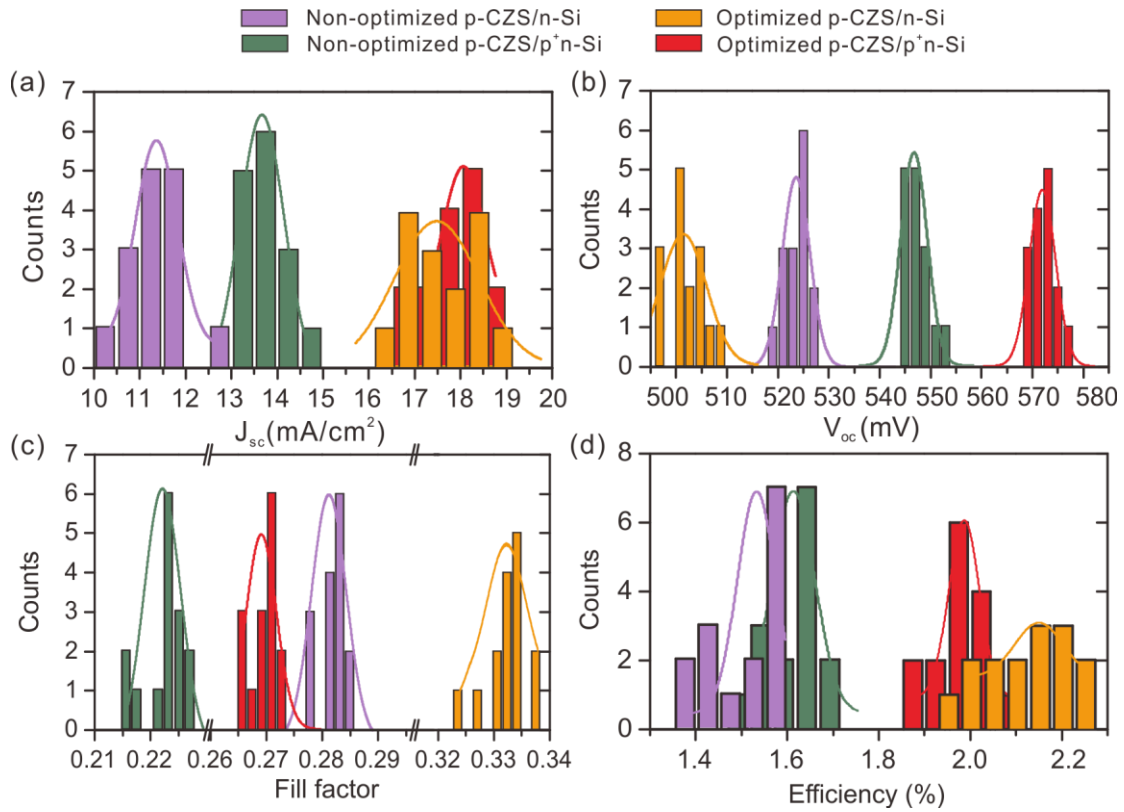 Non-optimized p-CZS/n-Si
Optimized p-CZS/n-Si
Non-optimized p-CZS/p⁺n-Si
Optimized p-CZS/p⁺n-Si
(a)
7
6
5
4
3
2
1
0
Counts
10 11 12 13 14 15 16 17 18 19 20
J_sc(mA/cm²)
(b)
7
6
5
4
3
2
1
0
Counts
500 510 520 530 540 550 560 570 580
V_oc(mV)
(c)
7
6
5
4
3
2
1
0
Counts
0.21 0.22 0.26 0.27 0.28 0.29 0.32 0.33 0.34
Fill factor
(d)
8
6
4
2
0
Counts
1.4 1.6 1.8 2.0 2.2
Efficiency (%)